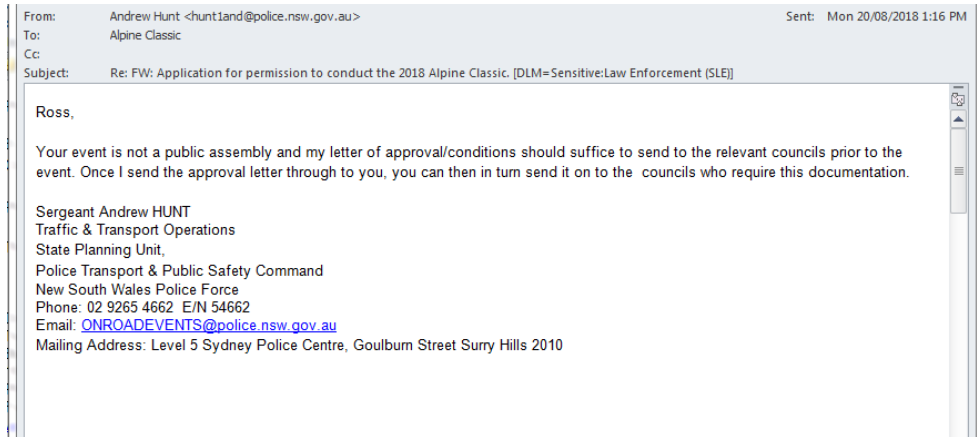 From: Andrew Hunt <hunt1and@police.nsw.gov.au> Sent: Mon 20/08/2018 1:16 PM
To: Alpine Classic
Cc:
Subject: Re: FW: Application for permission to conduct the 2018 Alpine Classic. [DLM=Sensitive:Law Enforcement (SLE)]
Ross,
Your event is not a public assembly and my letter of approval/conditions should suffice to send to the relevant councils prior to the
event. Once I send the approval letter through to you, you can then in turn send it on to the councils who require this documentation.
Sergeant Andrew HUNT
Traffic & Transport Operations
State Planning Unit,
Police Transport & Public Safety Command
New South Wales Police Force
Phone: 02 9265 4662 E/N 54662
Email: ONROADEVENTS@police.nsw.gov.au
Mailing Address: Level 5 Sydney Police Centre, Goulburn Street Surry Hills 2010